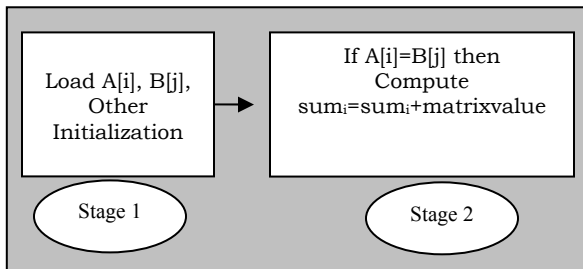 Load A[i], B[j],
Other
Initialization
If A[i]=B[j] then
Compute
sumᵢ=sumᵢ+matrixvalue
Stage 1
Stage 2